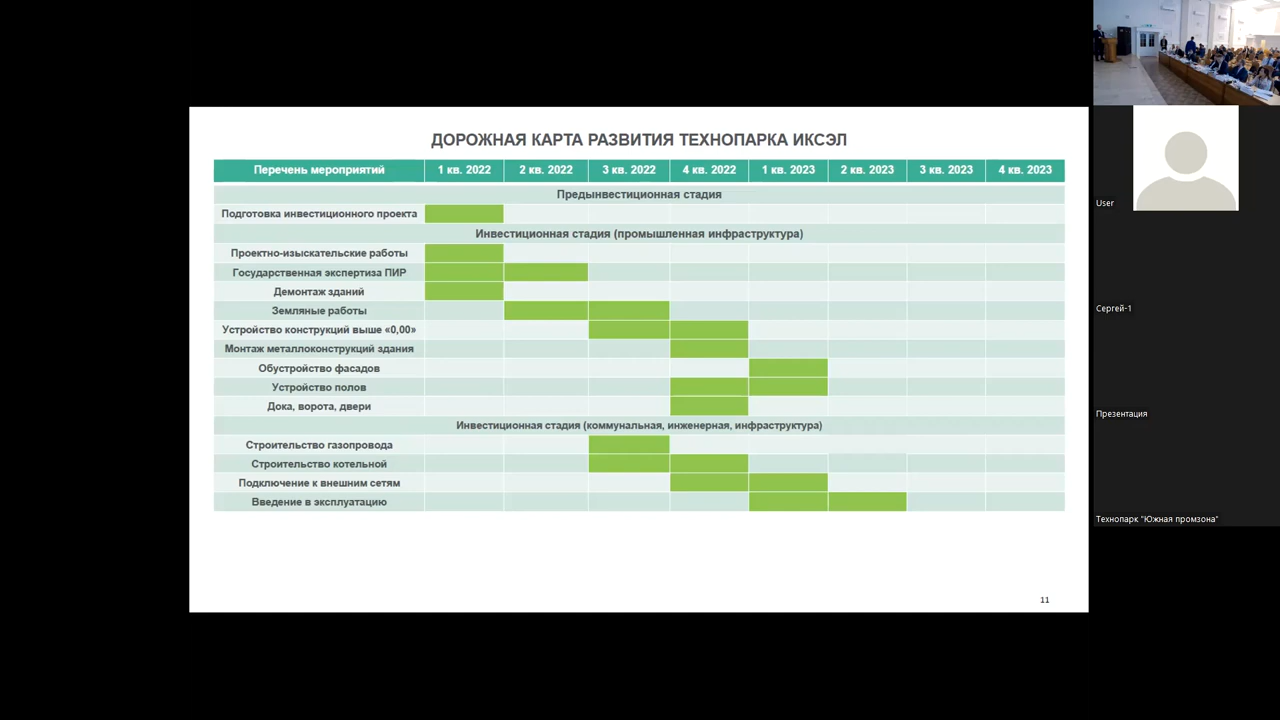 ДОРОЖНАЯ КАРТА РАЗВИТИЯ ТЕХНОПАРКА ИКСЭЛ
Перечень мероприятий 1 кв. 2022 2 кв. 2022 3 кв. 2022 4 кв. 2022 1 кв. 2023 2 кв. 2023 3 кв. 2023 4 кв. 2023
Предынвестиционная стадия
Подготовка инвестиционного проекта
Инвестиционная стадия (промышленная инфраструктура)
Проектно-изыскательские работы
Государственная экспертиза ПИР
Демонтаж зданий
Земляные работы
Устройство конструкций выше «0,00»
Монтаж металлоконструкций здания
Обустройство фасадов
Устройство полов
Дока, ворота, двери
Инвестиционная стадия (коммунальная, инженерная, инфраструктура)
Строительство газопровода
Строительство котельной
Подключение к внешним сетям
Введение в эксплуатацию
11
User
Сергей-1
Презентация
Технопарк "Южная промзона"